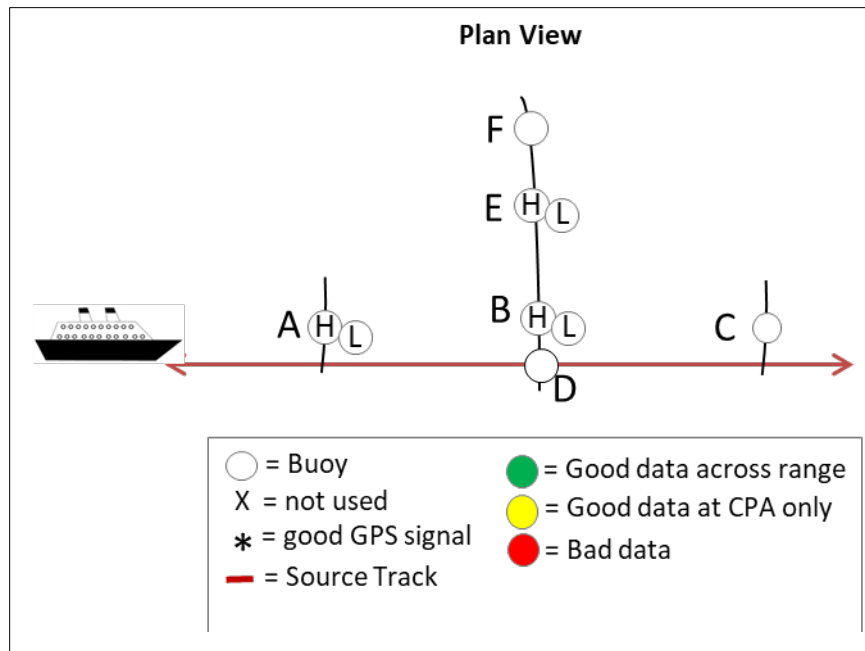 Plan View
F
E H L
B H L
A H L
C
D
= Buoy
X = not used
* = good GPS signal
= Source Track
= Good data across range
= Good data at CPA only
= Bad data